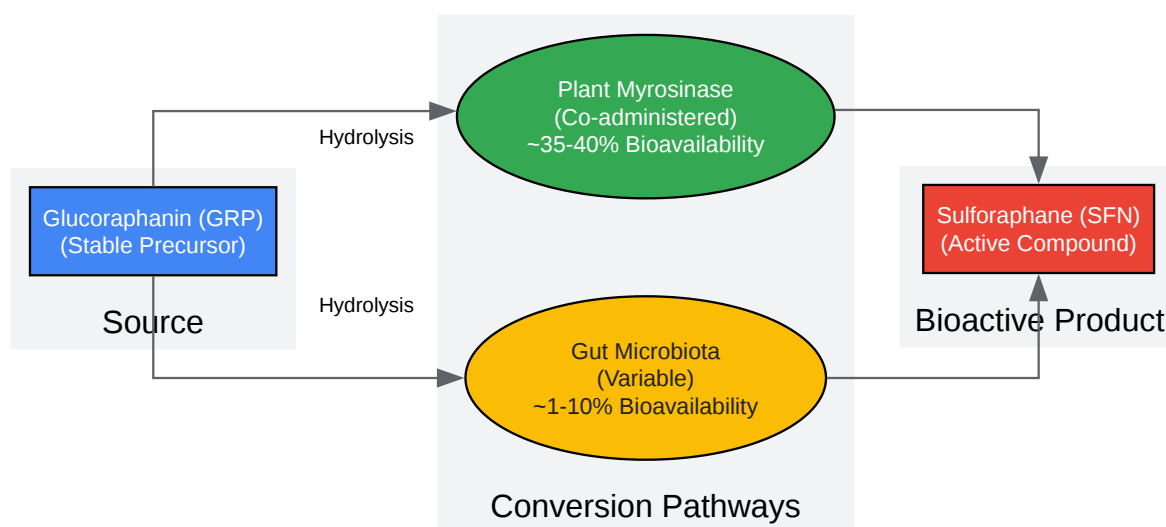 Glucoraphanin (GRP)
(Stable Precursor)
Source
Hydrolysis
Hydrolysis
Plant Myrosinase
(Co-administered)
~35-40% Bioavailability
Gut Microbiota
(Variable)
~1-10% Bioavailability
Conversion Pathways
Sulforaphane (SFN)
(Active Compound)
Bioactive Product